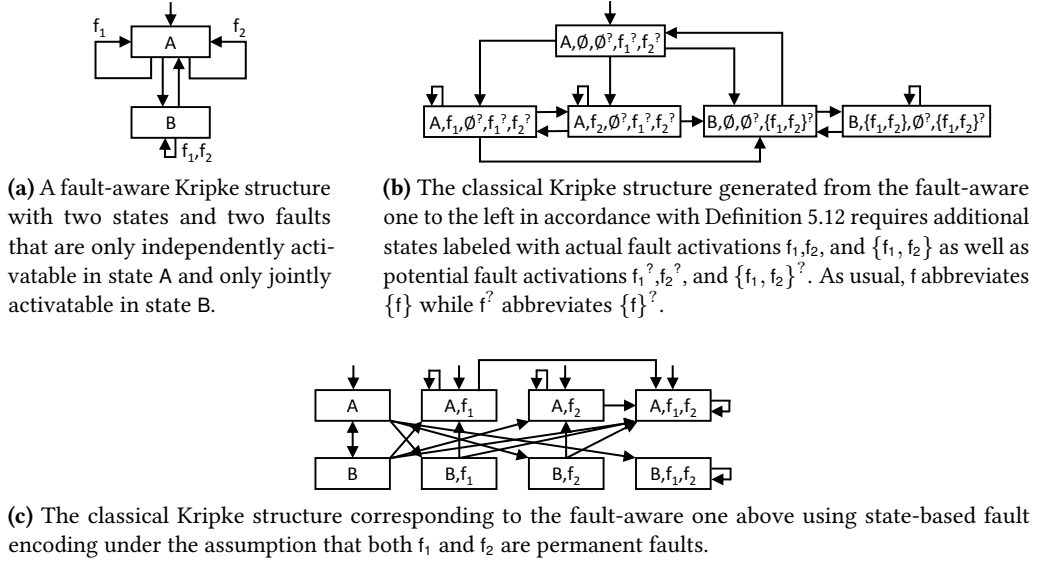 f₁ A f₂
B
f₁,f₂
A,∅,∅?,f₁?,f₂?
A,f₁,∅?,f₁?,f₂? A,f₂,∅?,f₁?,f₂? B,∅,∅?,{f₁,f₂}? B,{f₁,f₂},∅?,{f₁,f₂}?
(a) A fault-aware Kripke structure
with two states and two faults
that are only independently acti-
vatable in state A and only jointly
activatable in state B.
(b) The classical Kripke structure generated from the fault-aware
one to the left in accordance with Definition 5.12 requires additional
states labeled with actual fault activations f₁,f₂, and {f₁, f₂} as well as
potential fault activations f₁?,f₂?, and {f₁, f₂}?. As usual, f abbreviates
{f} while f? abbreviates {f}?.
A A,f₁ A,f₂ A,f₁,f₂
B B,f₁ B,f₂ B,f₁,f₂
(c) The classical Kripke structure corresponding to the fault-aware one above using state-based fault
encoding under the assumption that both f₁ and f₂ are permanent faults.